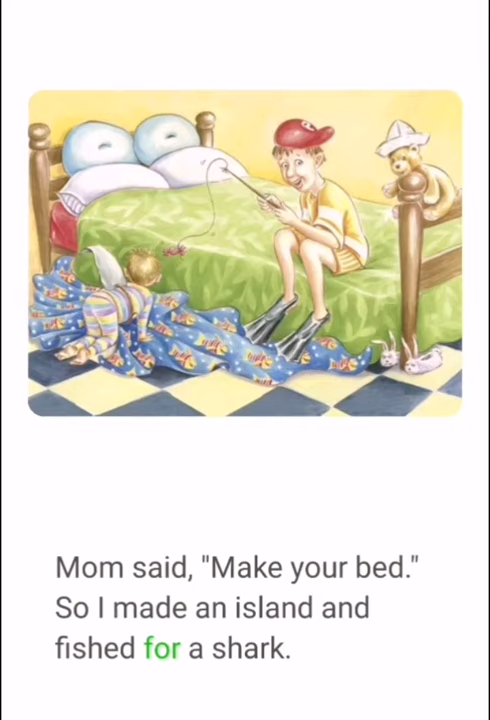 Mom said, "Make your bed."
So I made an island and
fished for a shark.